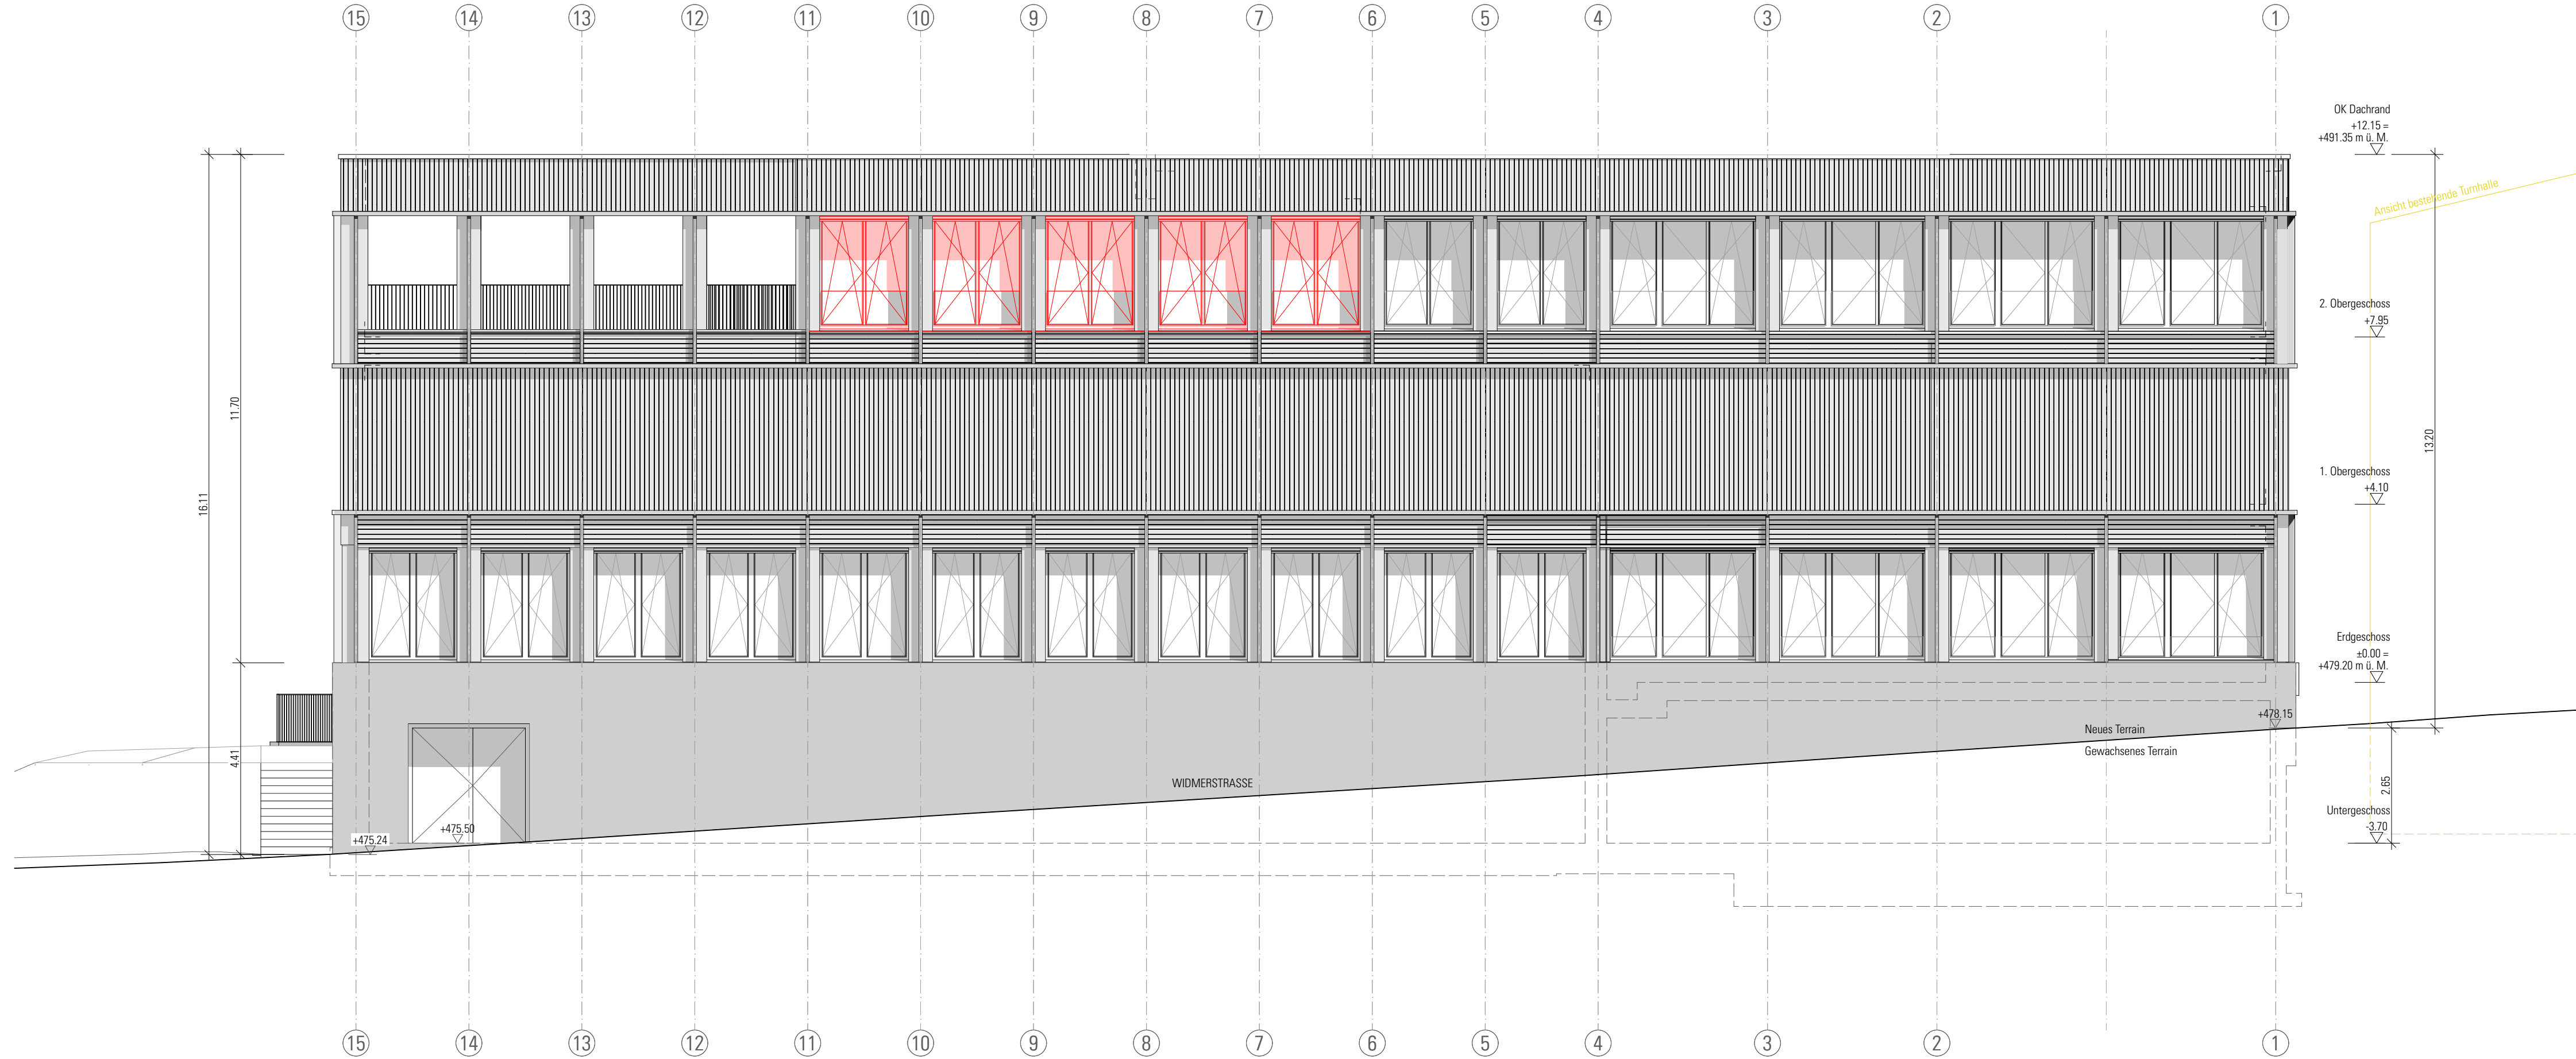 15 14 13 12 11 10 9 8 7 6 5 4 3 2 1
OK Dachrand
+12.15 =
+491.35 m ü. M.
Ansicht bestehende Turnhalle
2. Obergeschoss
+7.95
11.70
13.20
1. Obergeschoss
+4.10
16.11
Erdgeschoss
±0.00 =
+479.20 m ü. M.
+478.15
Neues Terrain
Gewachsenes Terrain
4.41
WIDMERSTRASSE
2.65
Untergeschoss
-3.70
+475.50
+475.24
15 14 13 12 11 10 9 8 7 6 5 4 3 2 1